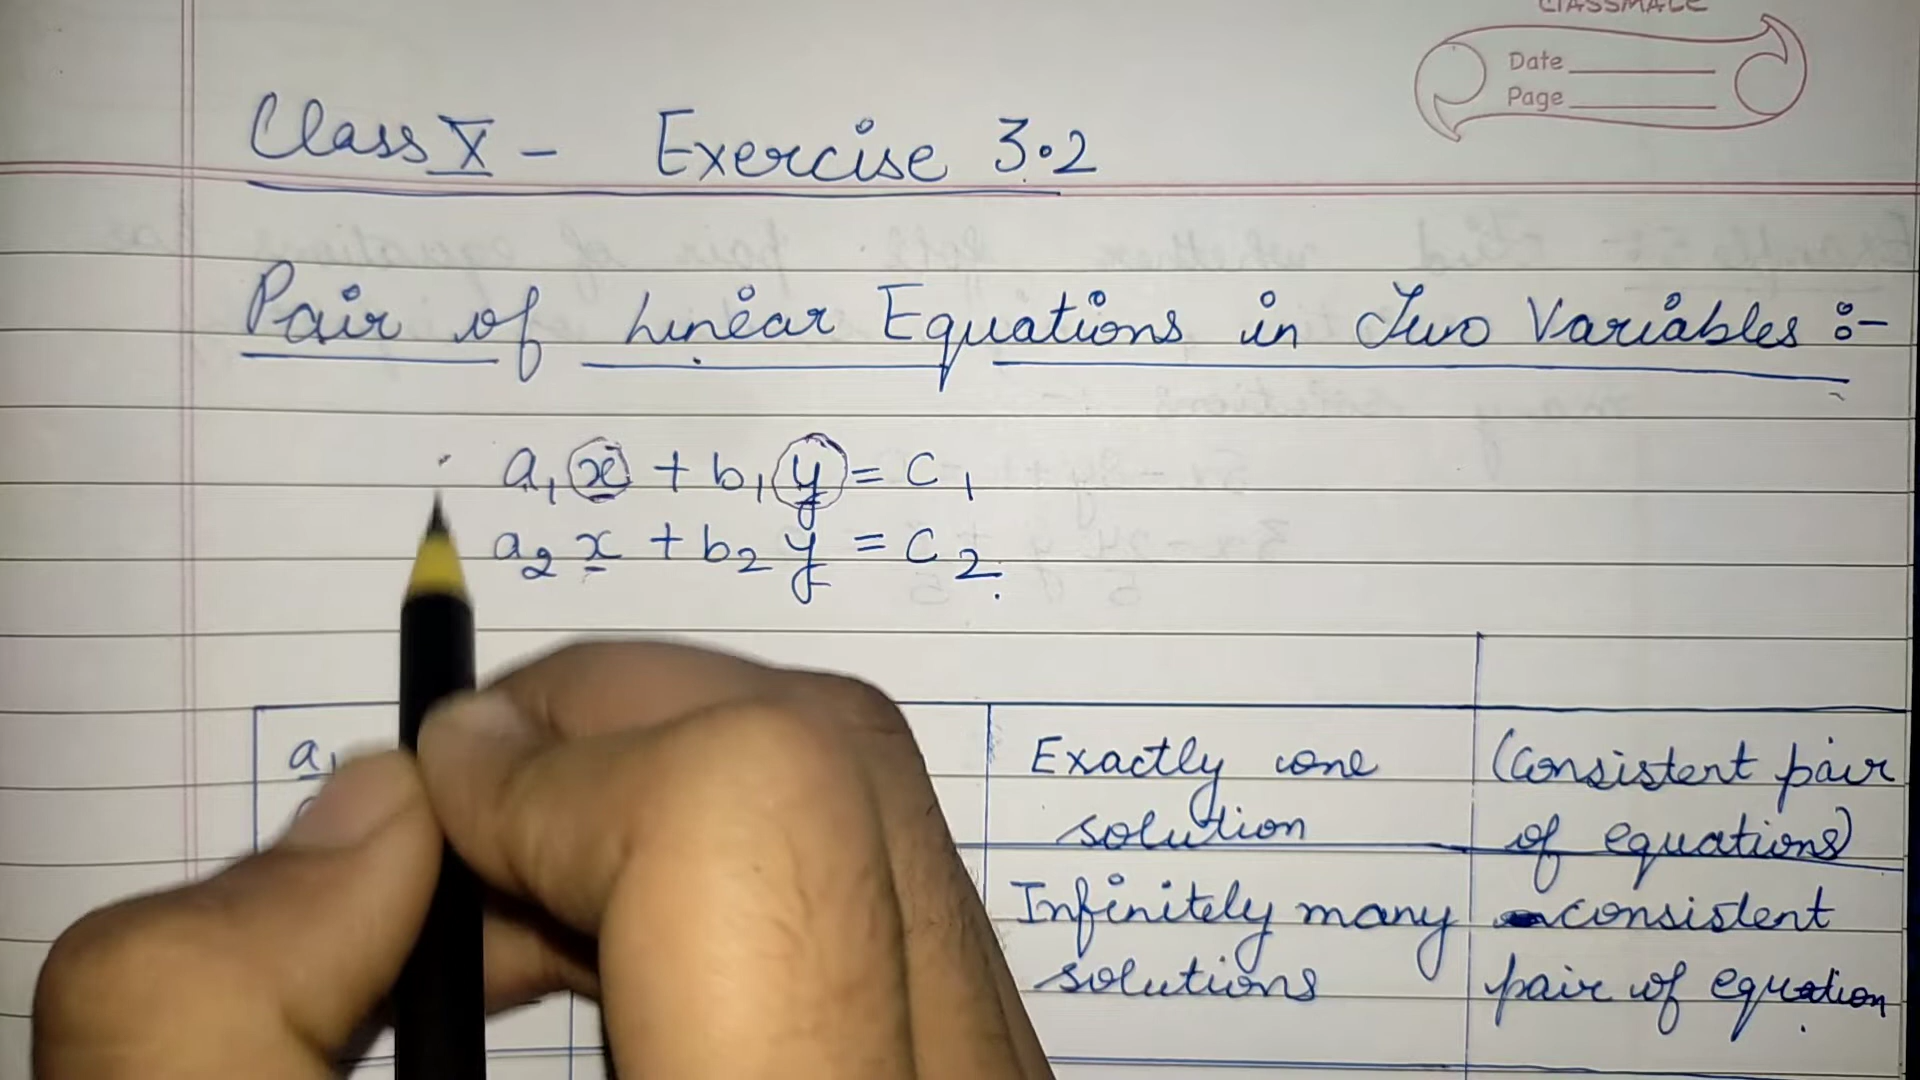 CLASSMATE
Date
Page
Class X - Exercise 3.2
Pair of Linear Equations in Two Variables :-
a₁x + b₁y = c₁
a₂x + b₂y = c₂
a₁
Exactly one solution
(consistent pair of equations)
Infinitely many solutions
consistent pair of equation